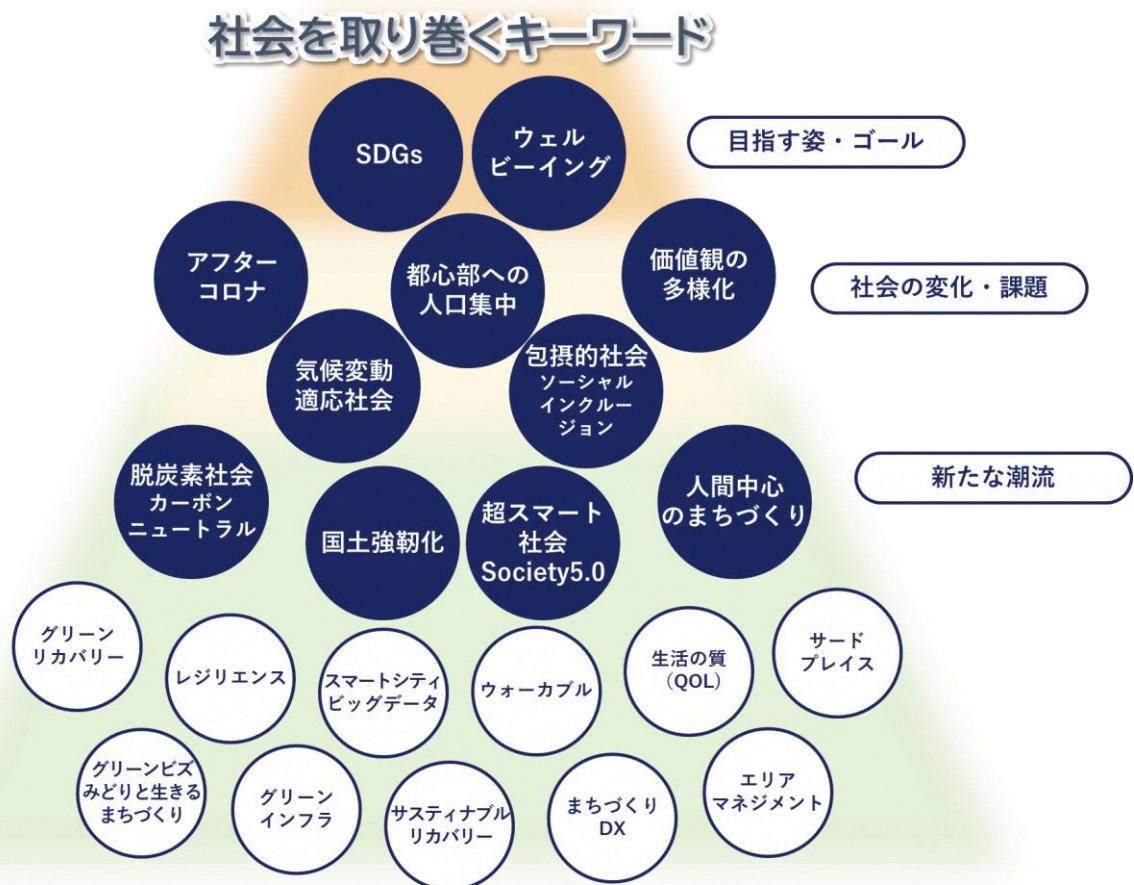 社会を取り巻くキーワード
SDGs
ウェル
ビーイング
目指す姿・ゴール
アフター
コロナ
都心部への
人口集中
価値観の
多様化
社会の変化・課題
気候変動
適応社会
包摂的社会
ソーシャル
インクルー
ジョン
脱炭素社会
カーボン
ニュートラル
国土強靭化
超スマート
社会
Society5.0
人間中心
のまちづくり
新たな潮流
グリーン
リカバリー
レジリエンス
スマートシティ
ビッグデータ
ウォーカブル
生活の質
（QOL）
サード
プレイス
グリーンビズ
みどりと生きる
まちづくり
グリーン
インフラ
サスティナブル
リカバリー
まちづくり
DX
エリア
マネジメント